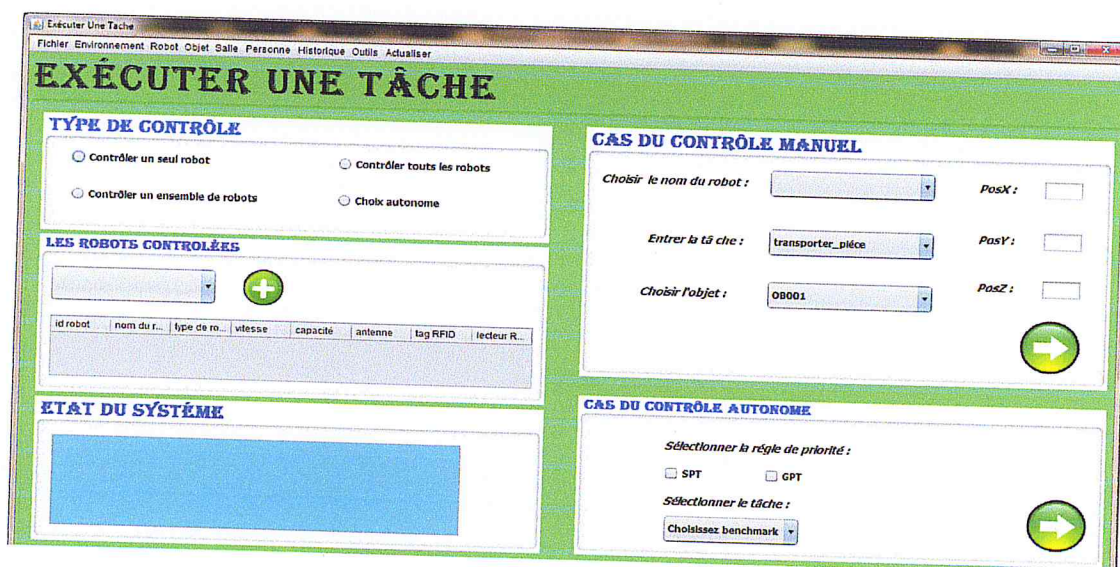 Exécuter Une Tache
Fichier Environnement Robot Objet Salle Personne Historique Outils Actualiser
EXÉCUTER UNE TÂCHE
TYPE DE CONTRÔLE
Contrôler un seul robot
Contrôler touts les robots
Contrôler un ensemble de robots
Choix autonome
LES ROBOTS CONTROLÉES
id robot nom du r... type de ro... vitesse capacité antenne tag RFID lecteur R...
ETAT DU SYSTÉME
CAS DU CONTRÔLE MANUEL
Choisir le nom du robot :
PosX :
Entrer la tâ che :
transporter_piéce
PosY :
Choisir l'objet :
OB001
PosZ :
CAS DU CONTRÔLE AUTONOME
Sélectionner la régle de priorité :
SPT
GPT
Sélectionner le tâche :
Choisissez benchmark